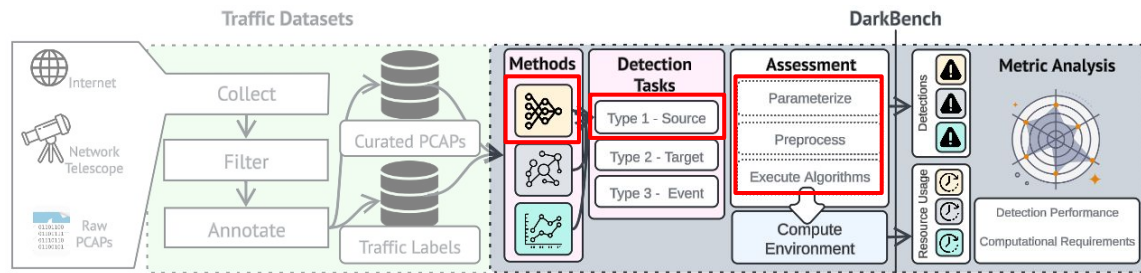 Traffic Datasets
DarkBench
Internet
Network
Telescope
Raw
PCAPs
Collect
Filter
Annotate
Curated PCAPs
Traffic Labels
Methods
Detection
Tasks
Type 1 - Source
Type 2 - Target
Type 3 - Event
Assessment
Parameterize
Preprocess
Execute Algorithms
Compute
Environment
Detections
Resource Usage
Metric Analysis
Detection Performance
Computational Requirements